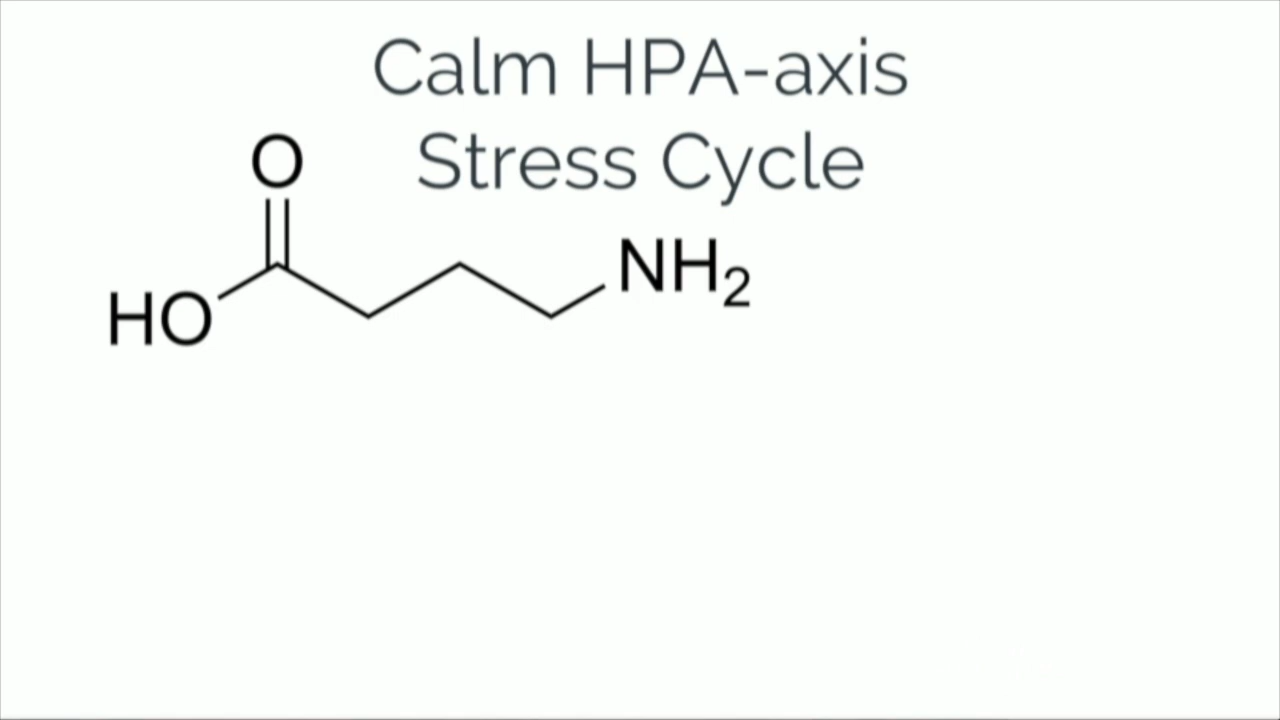 Calm HPA-axis
Stress Cycle
O
NH₂
HO